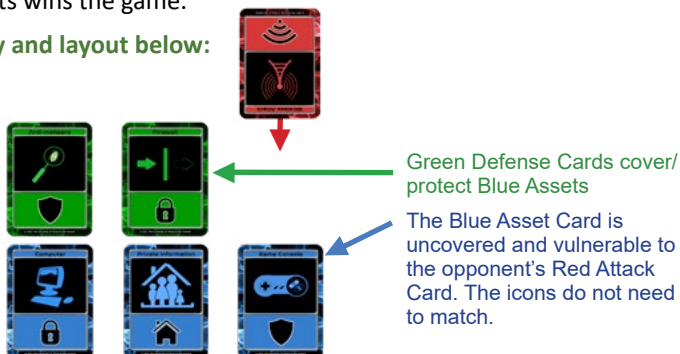 ts wins the game.
y and layout below:
Anti-malware
Firewall
Green Defense Cards cover/
protect Blue Assets
The Blue Asset Card is
uncovered and vulnerable to
the opponent's Red Attack
Card. The icons do not need
to match.
Computer
Private Information
Game Console